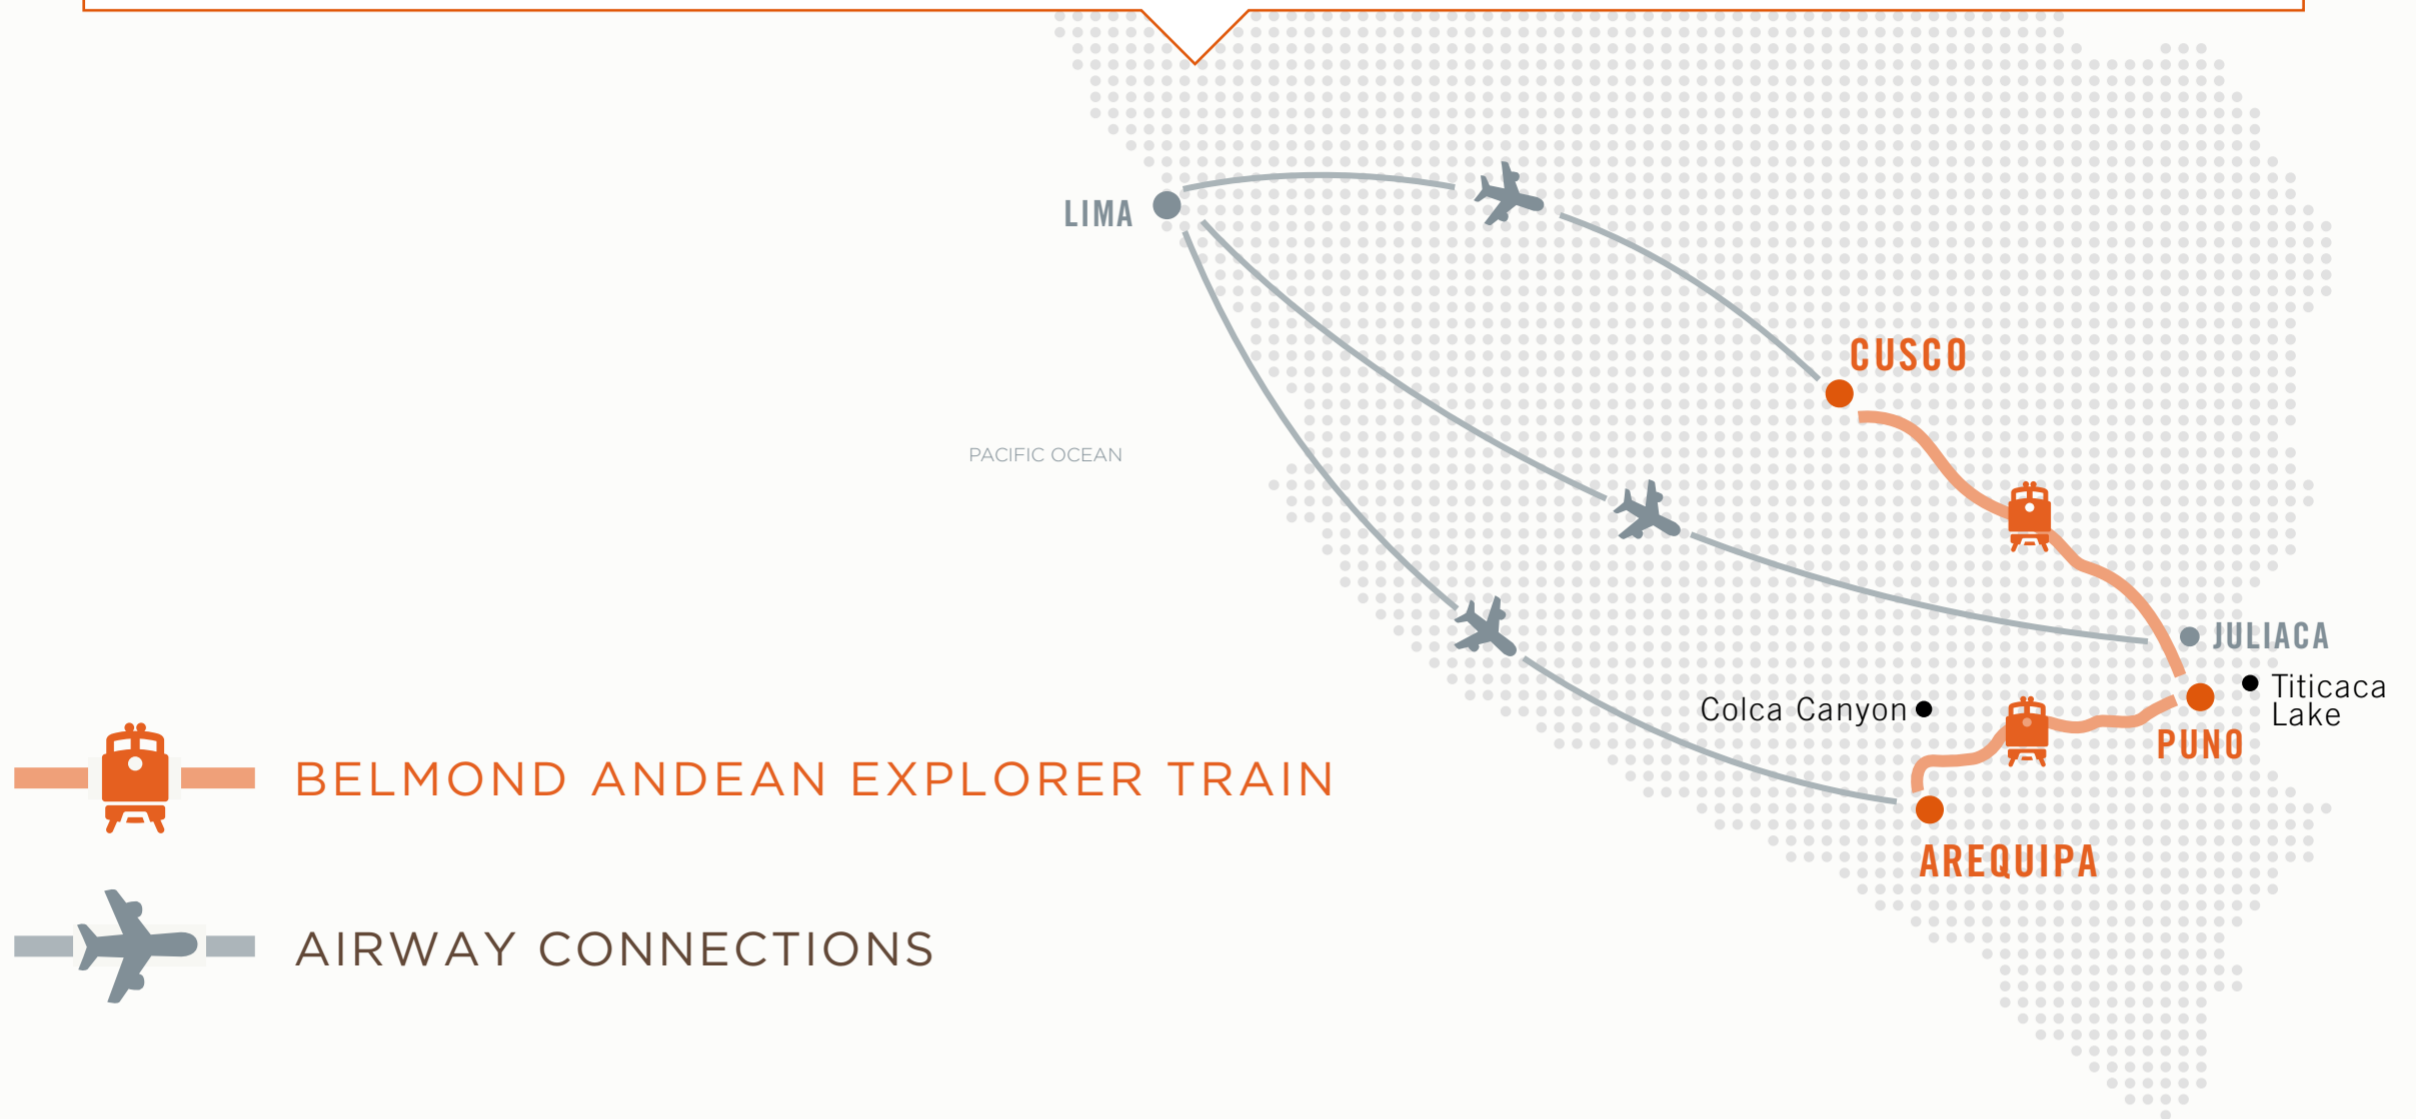 LIMA
CUSCO
PACIFIC OCEAN
JULIACA
Titicaca
Lake
Colca Canyon
PUNO
BELMOND ANDEAN EXPLORER TRAIN
AREQUIPA
AIRWAY CONNECTIONS